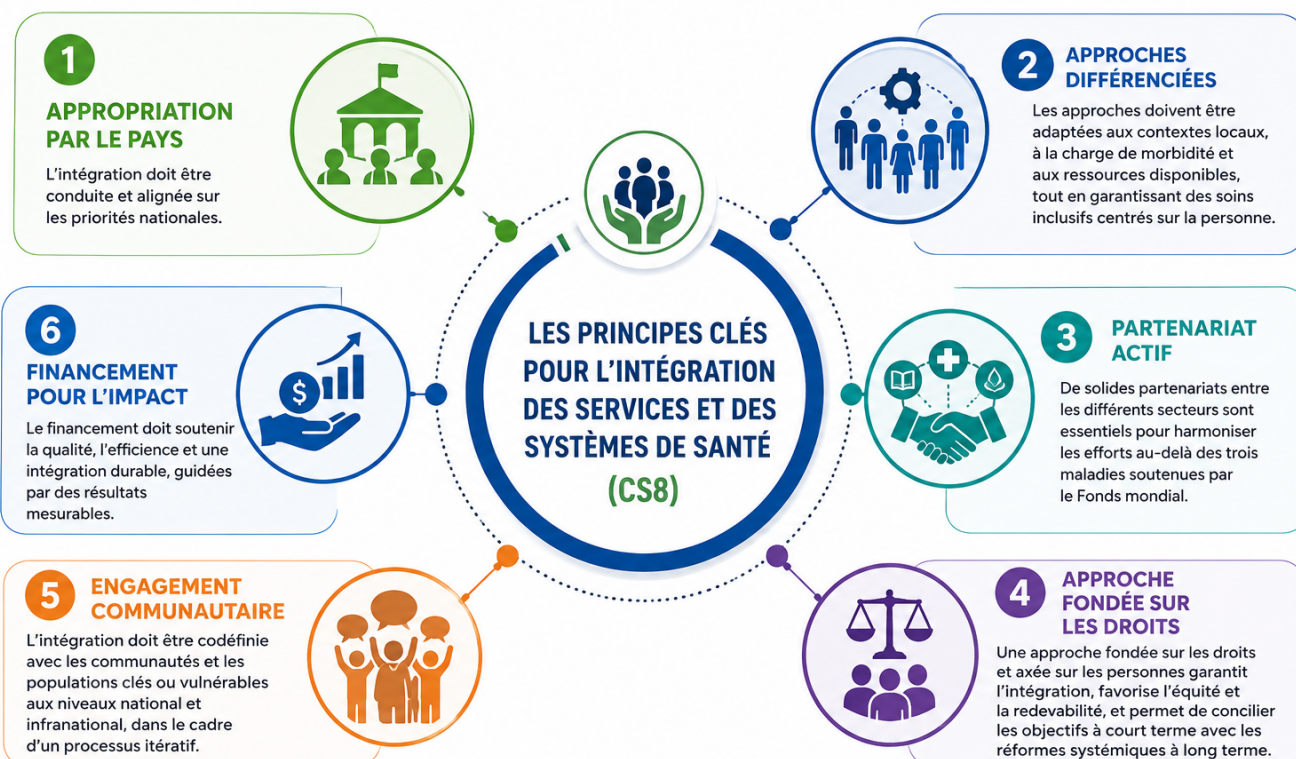 1
APPROPRIATION
PAR LE PAYS
L'intégration doit être
conduite et alignée sur
les priorités nationales.
2
APPROCHES
DIFFÉRENCIÉES
Les approches doivent être
adaptées aux contextes locaux,
à la charge de morbidité et
aux ressources disponibles,
tout en garantissant des soins
inclusifs centrés sur la personne.
LES PRINCIPES CLÉS
POUR L'INTÉGRATION
DES SERVICES ET DES
SYSTÈMES DE SANTÉ
(CS8)
3
PARTENARIAT
ACTIF
De solides partenariats entre
les différents secteurs sont
essentiels pour harmoniser
les efforts au-delà des trois
maladies soutenues par
le Fonds mondial.
4
APPROCHE
FONDÉE SUR
LES DROITS
Une approche fondée sur les droits
et axée sur les personnes garantit
l'intégration, favorise l'équité et
la redevabilité, et permet de concilier
les objectifs à court terme avec les
réformes systémiques à long terme.
5
ENGAGEMENT
COMMUNAUTAIRE
L'intégration doit être codéfinie
avec les communautés et les
populations clés ou vulnérables
aux niveaux national et
infranational, dans le cadre
d'un processus itératif.
6
FINANCEMENT
POUR L'IMPACT
$
Le financement doit soutenir
la qualité, l'efficience et une
intégration durable, guidées
par des résultats
mesurables.